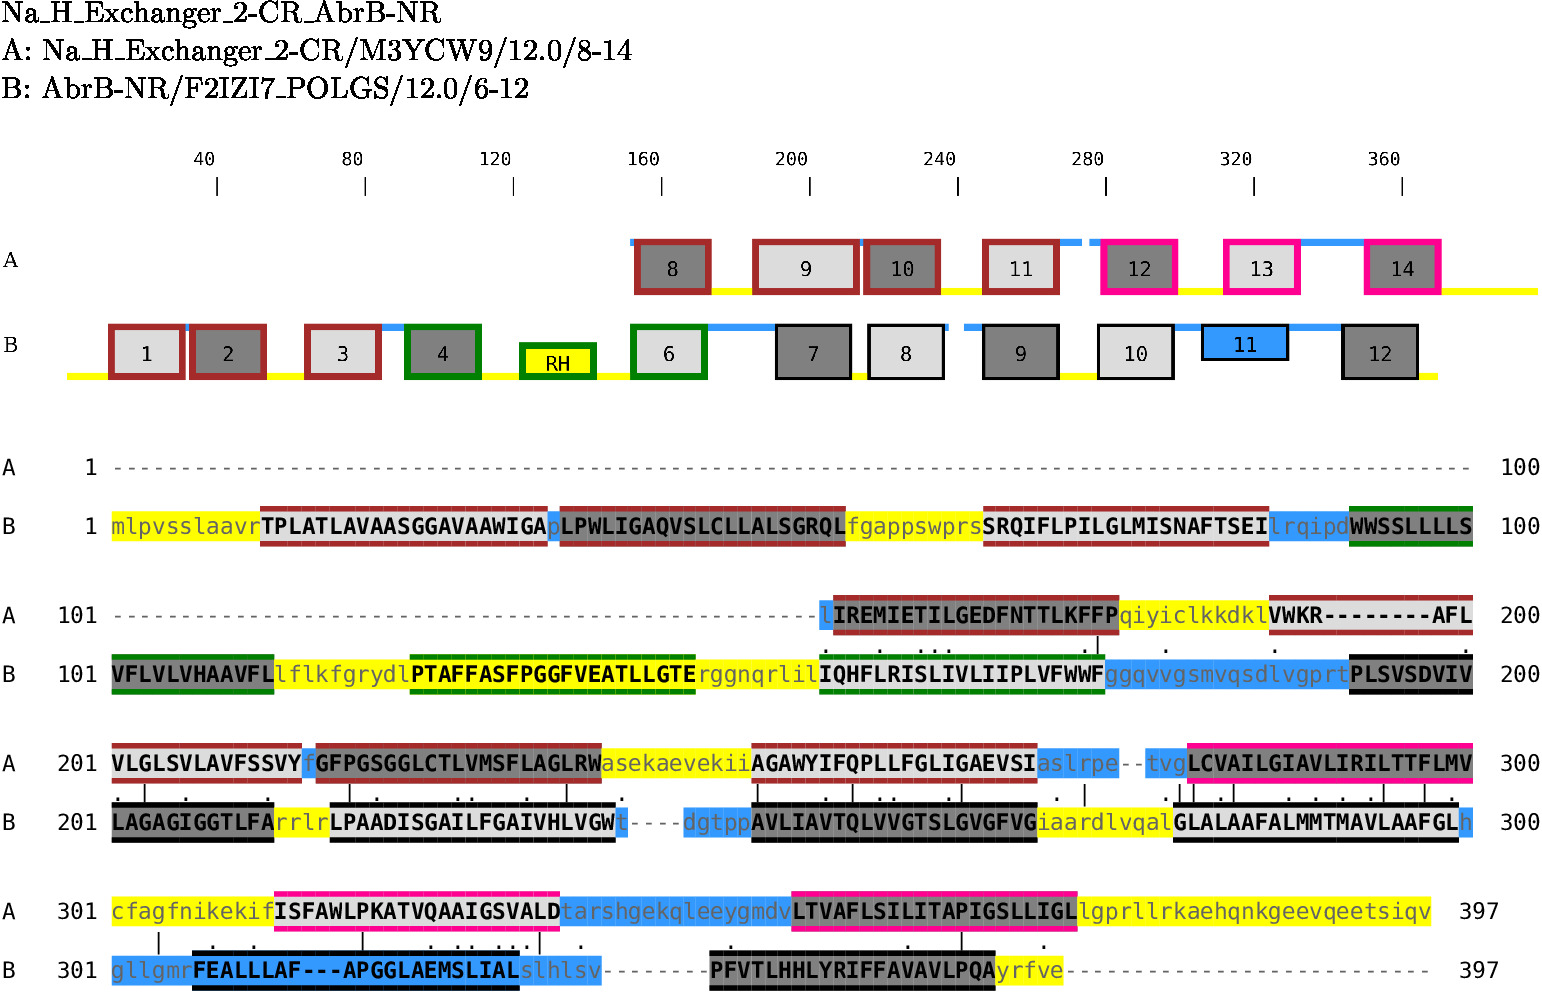 Na_H_Exchanger_2-CR_AbrB-NR
A: Na_H_Exchanger_2-CR/M3YCW9/12.0/8-14
B: AbrB-NR/F2IZI7_POLGS/12.0/6-12
40 80 120 160 200 240 280 320 360
A 8 9 10 11 12 13 14
B 1 2 3 4 RH 6 7 8 9 10 11 12
A 1 ---------------------------------------------------------------------------------------------------- 100
B 1 mlpvsslaavrTPLATLAVAASGGAVAAWIGApLPWLIGAQVSLCLLALSGRQLfgappswprsSRQIFLPILGLMISNAFTSEIlrqipdWWSSLLLLS 100
A 101 ----------------------------------------------------lIREMIETILGEDFNTTLKFFPqiyiclkkdklVWKR--------AFL 200
B 101 VFLVLVHAAVFLlflkfgrydlPTAFFASFPGGFVEATLLGTErggnqrlilIQHFLRISLIVLIIPLVFWWFggqvvgsmvqsdlvgprtPLSVSDVIV 200
A 201 VLGLSVLAVFSSVYfGFPGSGGLCTLVMSFLAGLRWasekaevekiiAGAWYIFQPLLFGLIGAEVSIaslrpe--tvgLCVAILGIAVLIRILTTFLMV 300
B 201 LAGAGIGGTLFArrlrLPAADISGAILFGAIVHLVGWt----dgtppAVLIAVTQLVVGTSLGVGFVGiaardlvqalGLALAAFALMMTMAVLAAFGLh 300
A 301 cfagfnikekifISFAWLPKATVQAAIGSVALDtarshgekqleeygmdvLTVAFLSILITAPIGSLLIGLlgprllrkaehqnkgeevqeetsiqv 397
B 301 gllgmrFEALLLAF---APGGLAEMSLIALslhlsv--------PFVTLHHLYRIFFAVAVLPQAyrfve--------------------------- 397